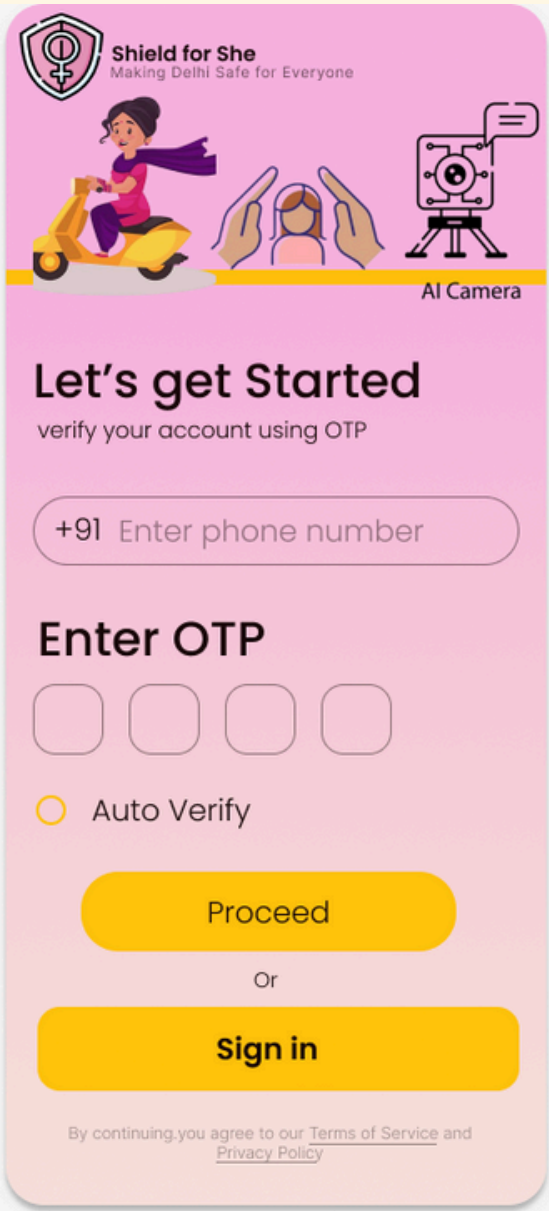 Shield for She
Making Delhi Safe for Everyone
AI Camera
Let’s get Started
verify your account using OTP
+91 Enter phone number
Enter OTP
Auto Verify
Proceed
Or
Sign in
By continuing.you agree to our Terms of Service and
Privacy Policy